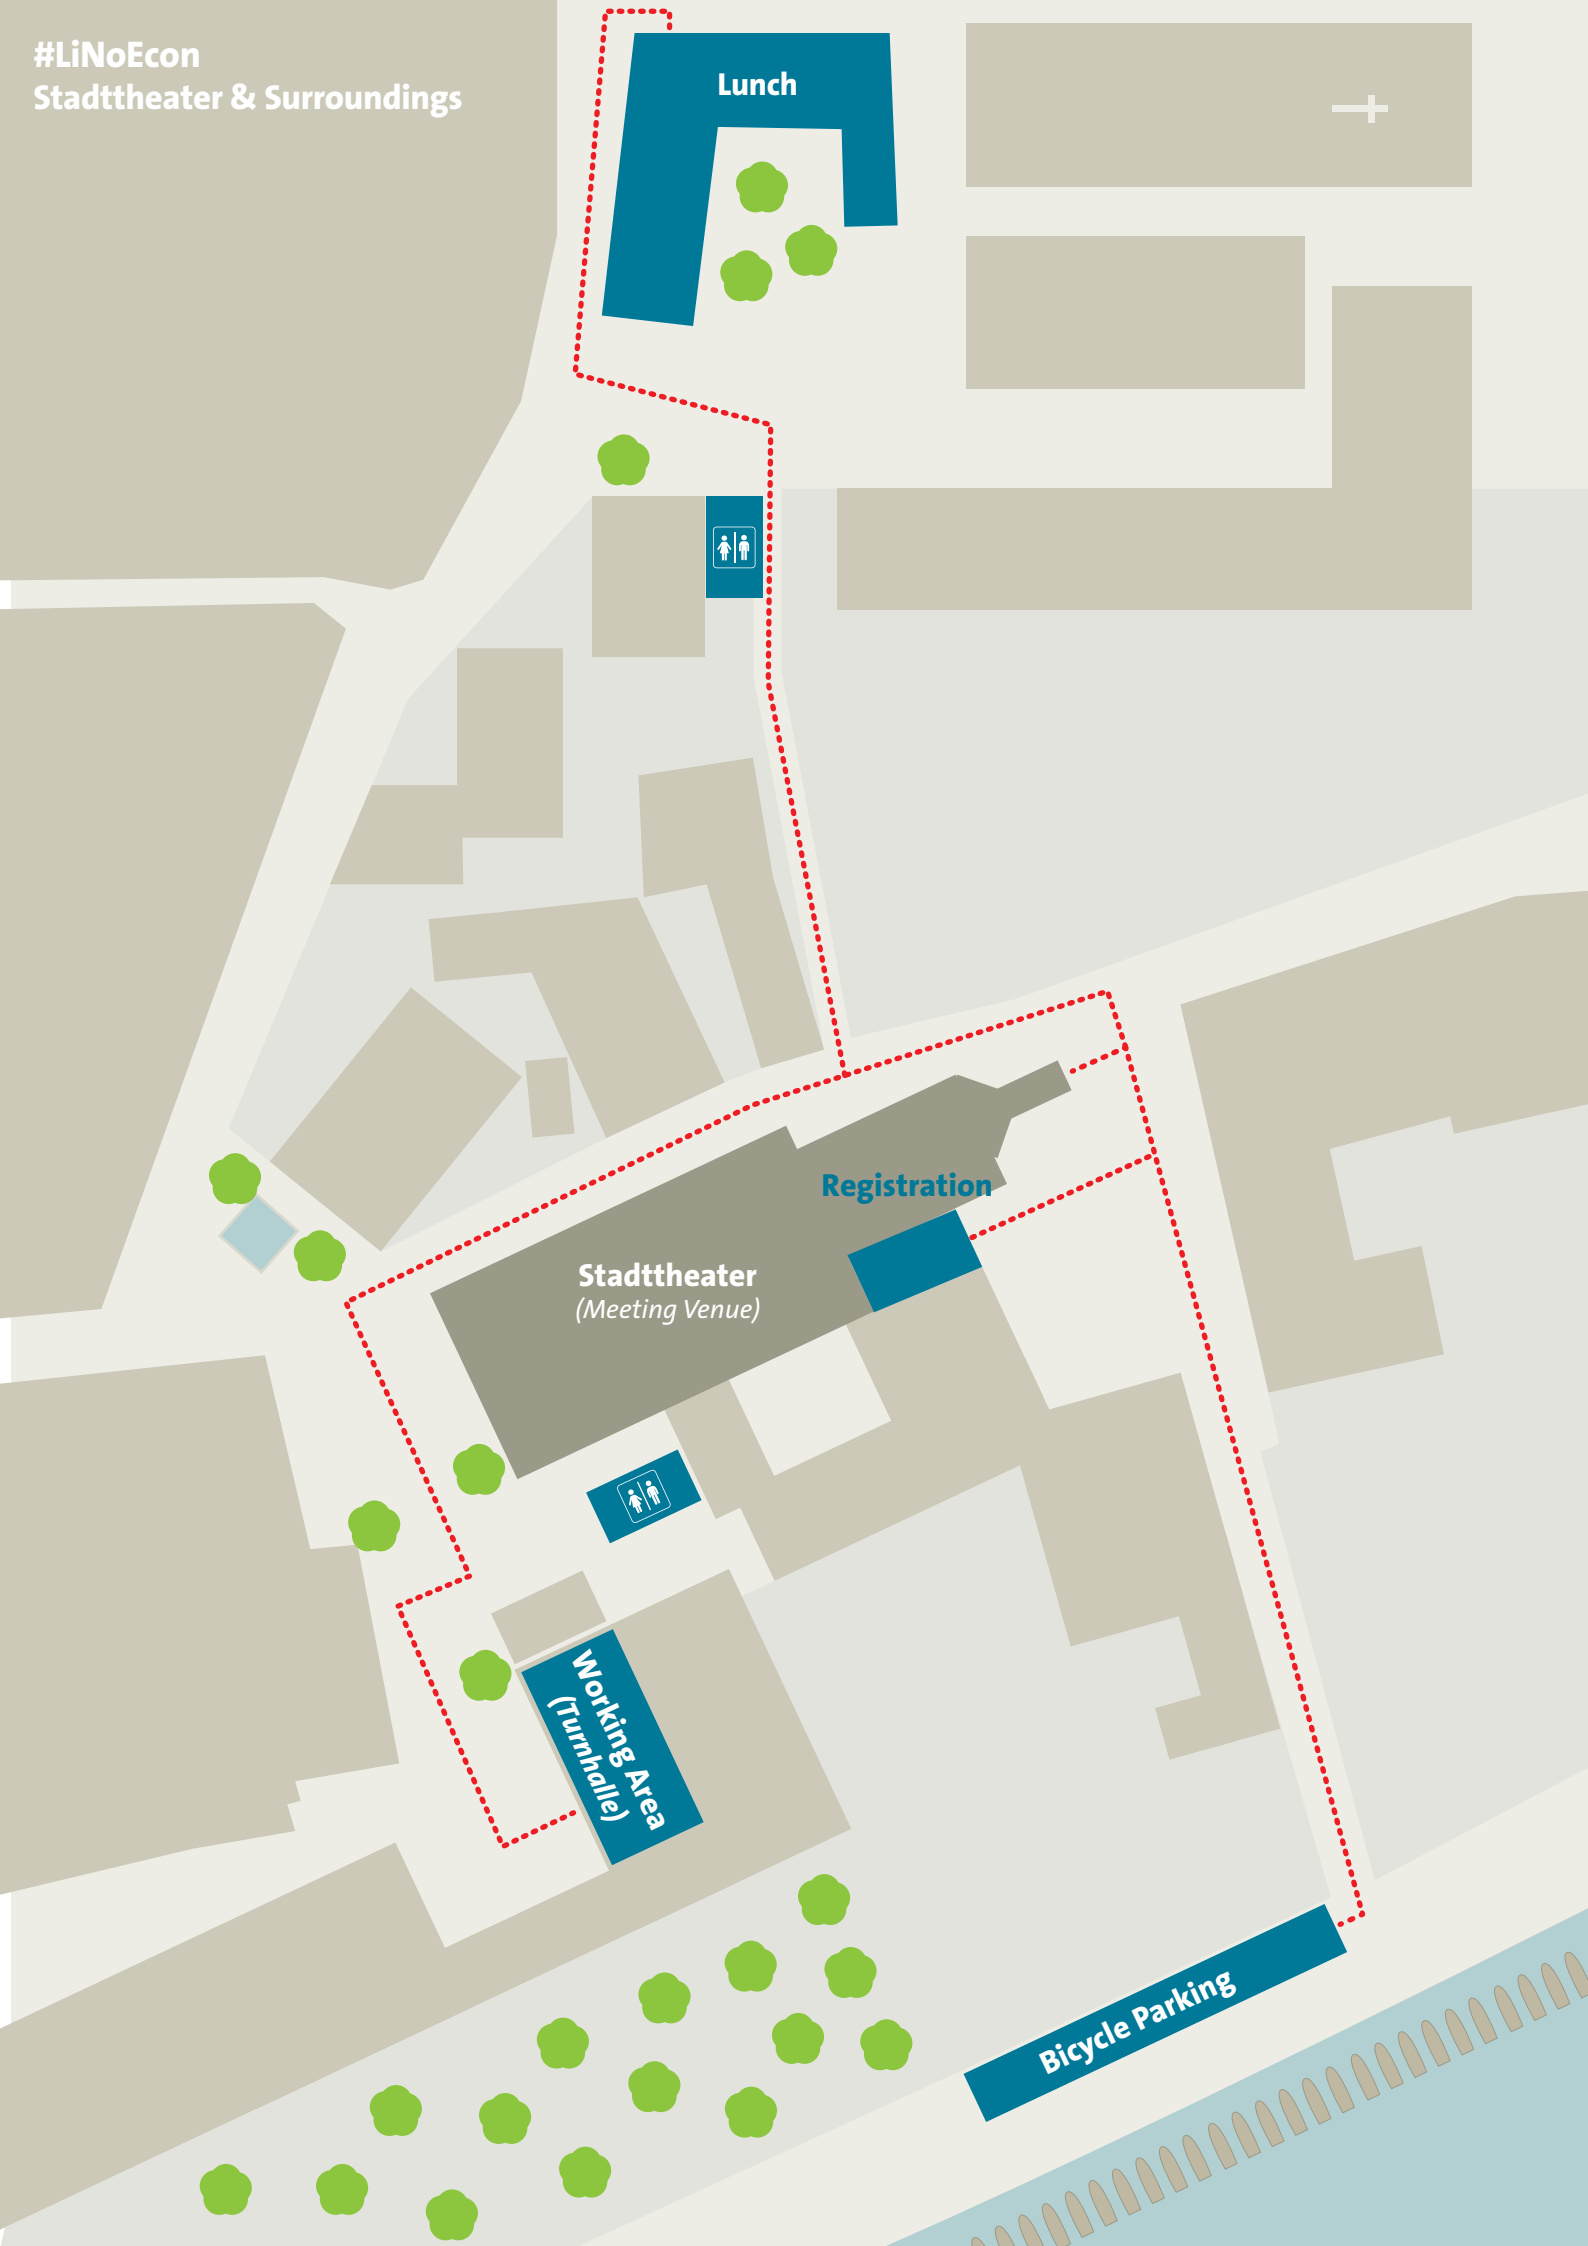 #LiNoEcon
Stadttheater & Surroundings
Lunch
Registration
Stadttheater
(Meeting Venue)
Working Area
(Turnhalle)
Bicycle Parking